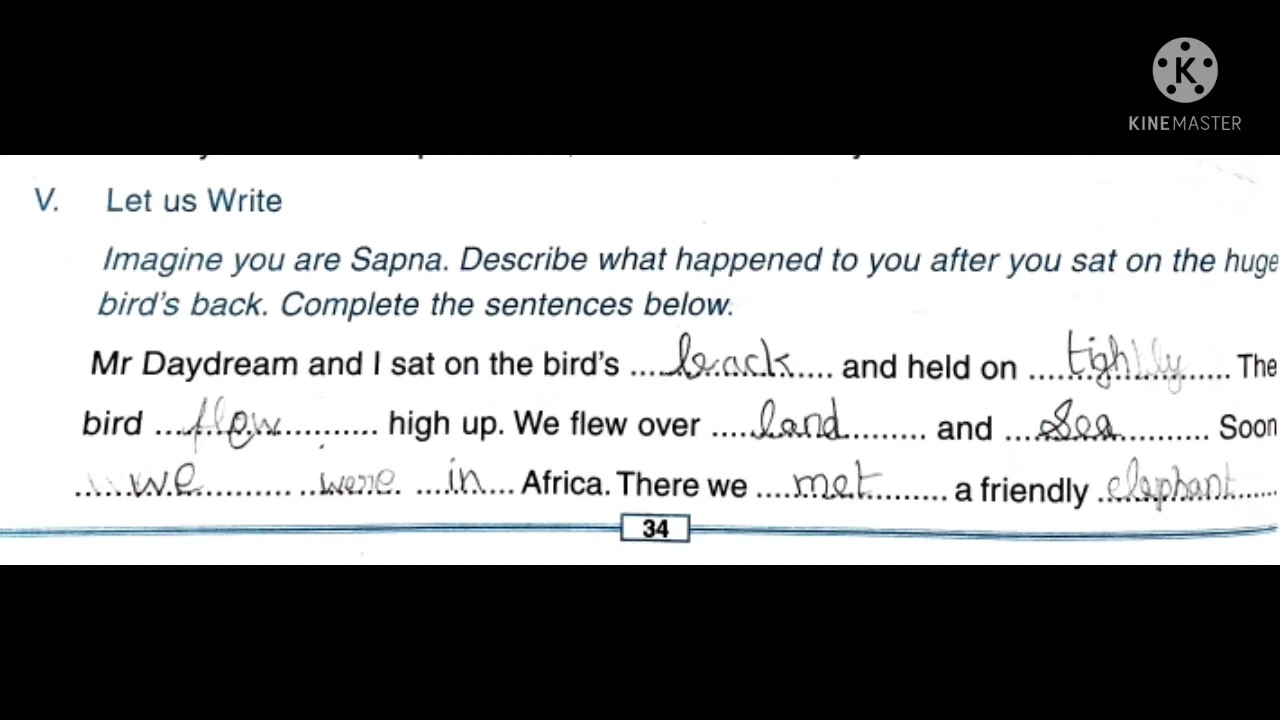 KINEMASTER
V. Let us Write
Imagine you are Sapna. Describe what happened to you after you sat on the huge
bird's back. Complete the sentences below.
Mr Daydream and I sat on the bird's .....back..... and held on .....tightly..... The
bird .....flew..... high up. We flew over .....land..... and .....Sea..... Soon
.....we..... .....were..... .....in..... Africa. There we .....met..... a friendly .....elephant.....
34